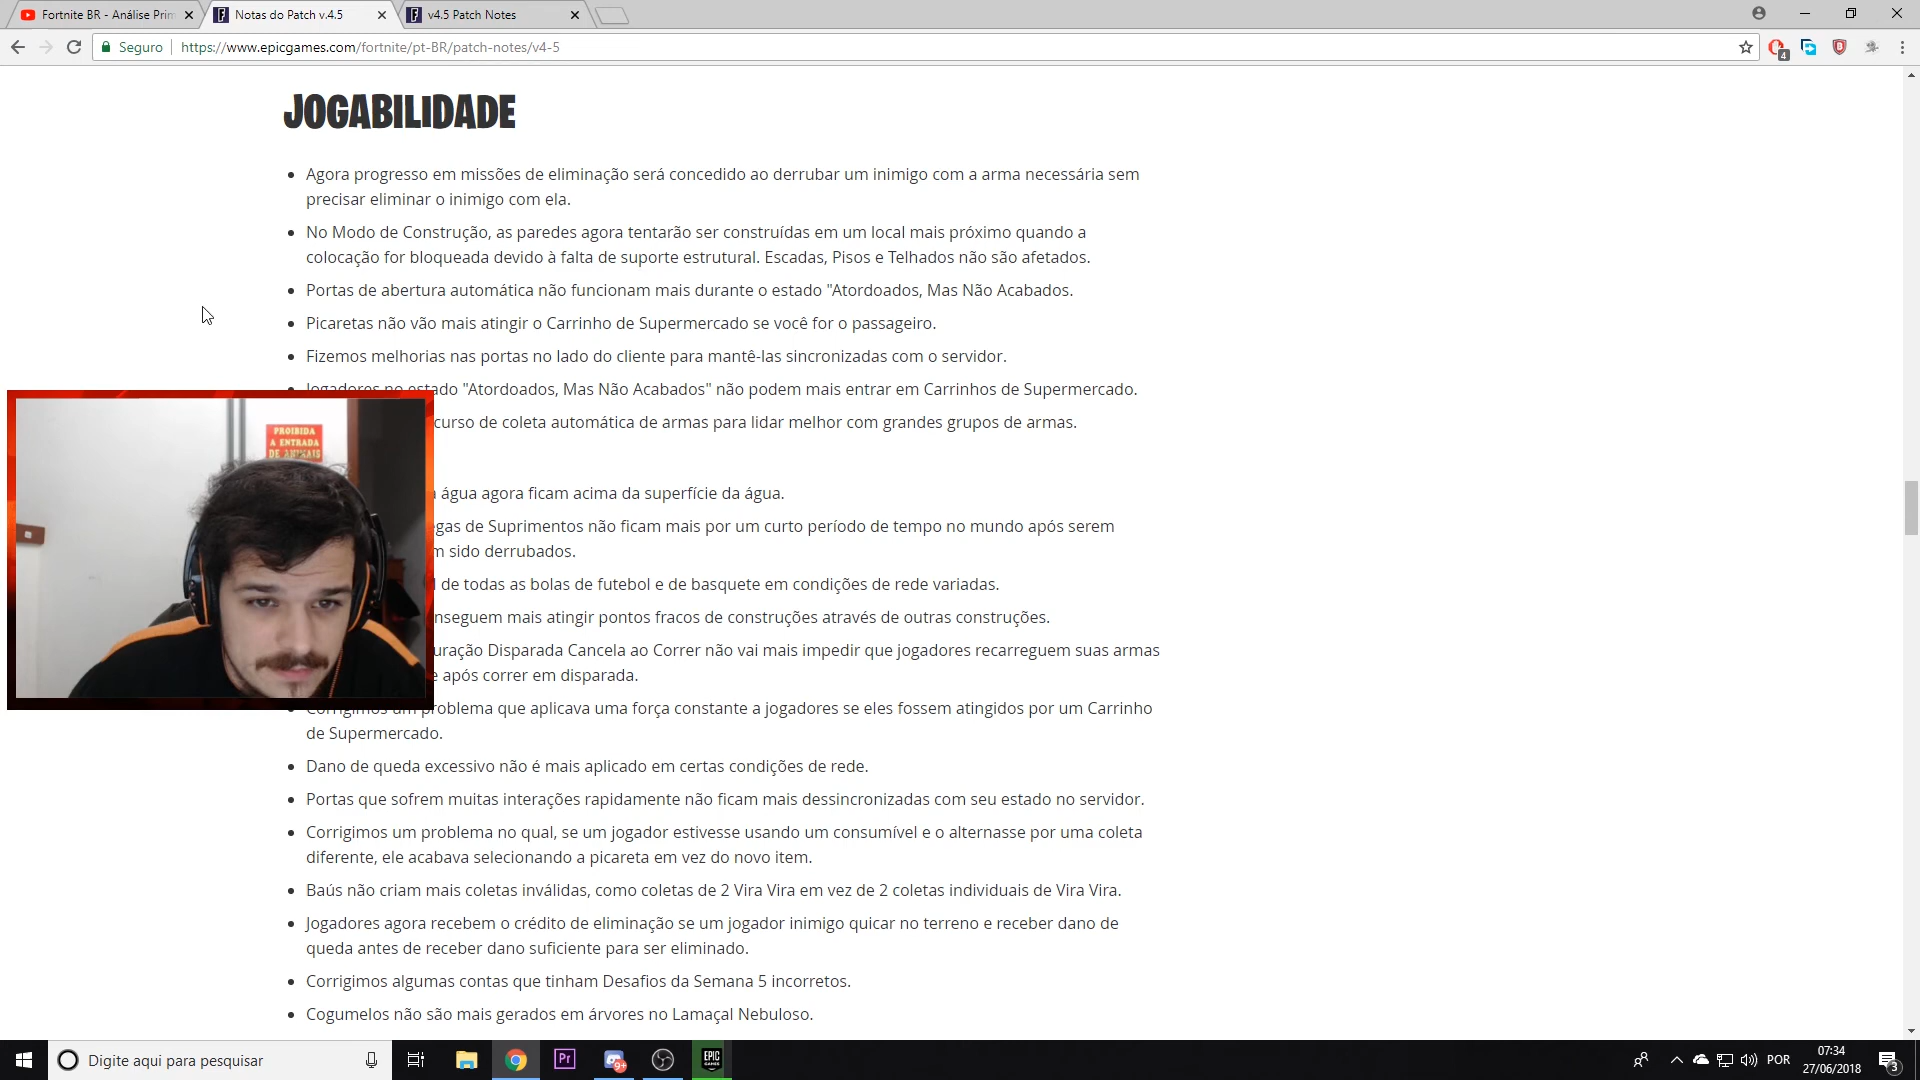 Fortnite BR - Análise Prim
Notas do Patch v.4.5
v4.5 Patch Notes
Seguro
https://www.epicgames.com/fortnite/pt-BR/patch-notes/v4-5
4
JOGABILIDADE
Agora progresso em missões de eliminação será concedido ao derrubar um inimigo com a arma necessária sem
precisar eliminar o inimigo com ela.
No Modo de Construção, as paredes agora tentarão ser construídas em um local mais próximo quando a
colocação for bloqueada devido à falta de suporte estrutural. Escadas, Pisos e Telhados não são afetados.
Portas de abertura automática não funcionam mais durante o estado "Atordoados, Mas Não Acabados.
Picaretas não vão mais atingir o Carrinho de Supermercado se você for o passageiro.
Fizemos melhorias nas portas no lado do cliente para mantê-las sincronizadas com o servidor.
Jogadores no estado "Atordoados, Mas Não Acabados" não podem mais entrar em Carrinhos de Supermercado.
curso de coleta automática de armas para lidar melhor com grandes grupos de armas.
PROIBIDA
A ENTRADA
DE ANIMAIS
água agora ficam acima da superfície da água.
egas de Suprimentos não ficam mais por um curto período de tempo no mundo após serem
m sido derrubados.
l de todas as bolas de futebol e de basquete em condições de rede variadas.
nseguem mais atingir pontos fracos de construções através de outras construções.
uração Disparada Cancela ao Correr não vai mais impedir que jogadores recarreguem suas armas
e após correr em disparada.
Corrigimos um problema que aplicava uma força constante a jogadores se eles fossem atingidos por um Carrinho
de Supermercado.
Dano de queda excessivo não é mais aplicado em certas condições de rede.
Portas que sofrem muitas interações rapidamente não ficam mais dessincronizadas com seu estado no servidor.
Corrigimos um problema no qual, se um jogador estivesse usando um consumível e o alternasse por uma coleta
diferente, ele acabava selecionando a picareta em vez do novo item.
Baús não criam mais coletas inválidas, como coletas de 2 Vira Vira em vez de 2 coletas individuais de Vira Vira.
Jogadores agora recebem o crédito de eliminação se um jogador inimigo quicar no terreno e receber dano de
queda antes de receber dano suficiente para ser eliminado.
Corrigimos algumas contas que tinham Desafios da Semana 5 incorretos.
Cogumelos não são mais gerados em árvores no Lamaçal Nebuloso.
Digite aqui para pesquisar
Pr
9+
EPIC
GAMES
POR
07:34
27/06/2018
3